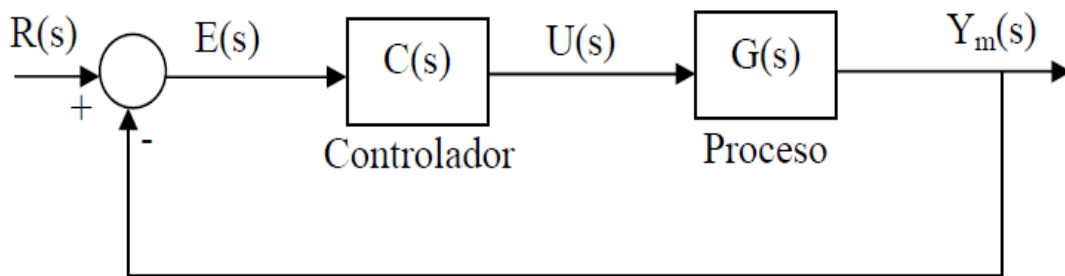 R(s)
+
-
E(s)
C(s)
Controlador
U(s)
G(s)
Proceso
Yₘ(s)